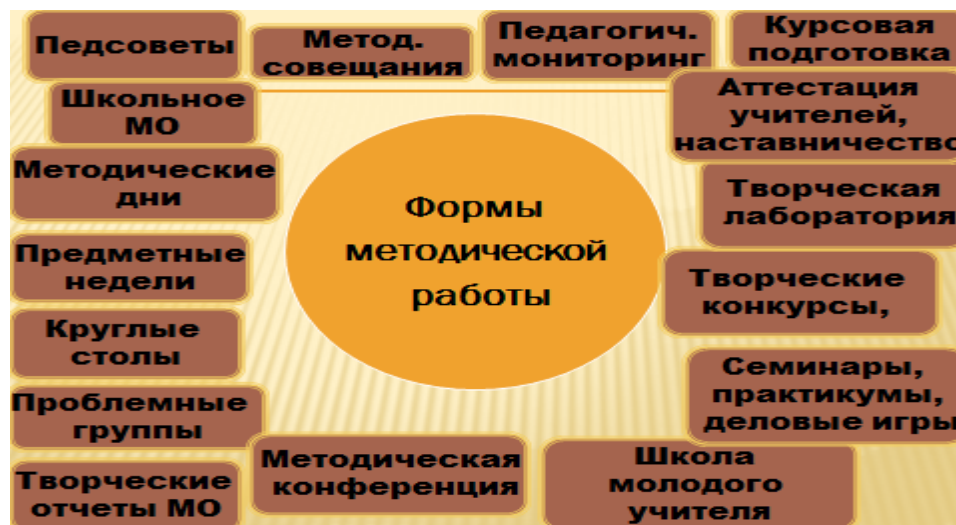 Педсоветы
Метод.
совещания
Педагогич.
мониторинг
Курсовая
подготовка
Школьное
МО
Аттестация
учителей,
наставничество
Методические
дни
Творческая
лаборатория
Формы
методической
работы
Предметные
недели
Творческие
конкурсы,
Круглые
столы
Семинары,
практикумы,
деловые игры
Проблемные
группы
Методическая
конференция
Школа
молодого
учителя
Творческие
отчеты МО